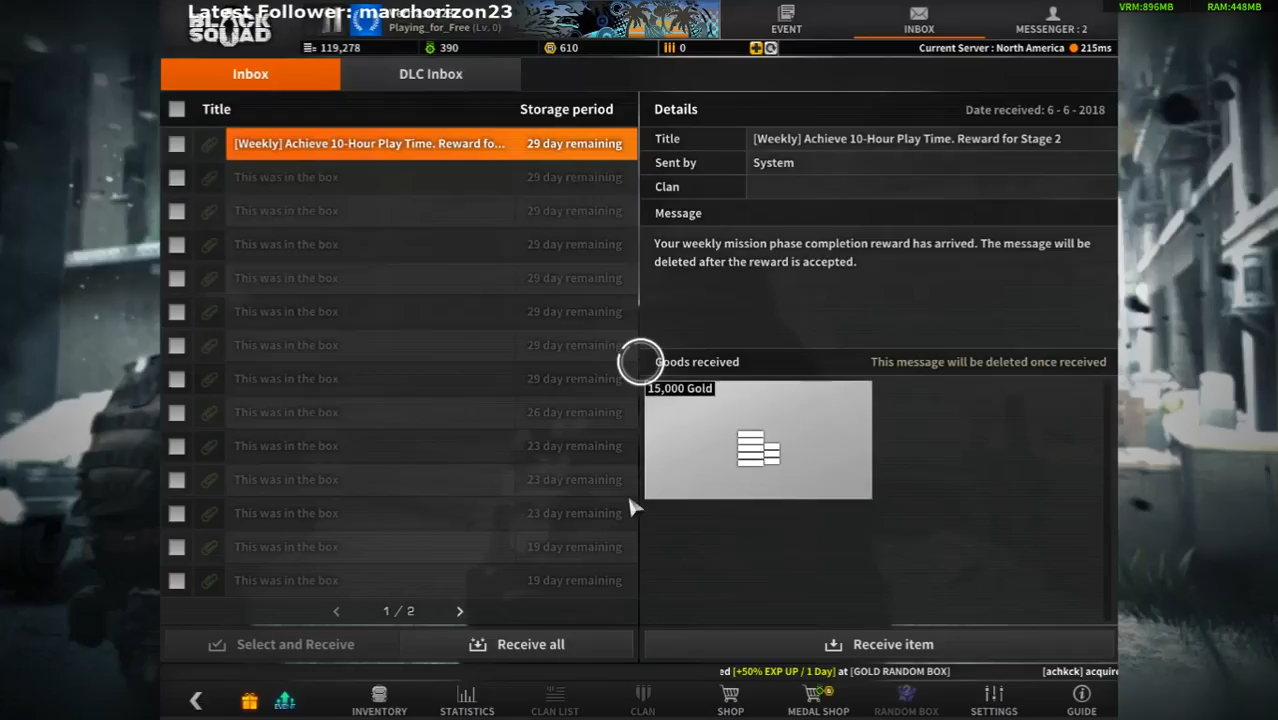 Latest Follower: marchorizon23
VRM:896MB
RAM:448MB
BLACK SQUAD
Playing_for_Free (Lv. 0)
EVENT
INBOX
MESSENGER : 2
119,278
390
610
0
Current Server : North America
215ms
Inbox
DLC Inbox
Title
Storage period
[Weekly] Achieve 10-Hour Play Time. Reward fo...
29 day remaining
This was in the box
29 day remaining
This was in the box
29 day remaining
This was in the box
29 day remaining
This was in the box
29 day remaining
This was in the box
29 day remaining
This was in the box
29 day remaining
This was in the box
29 day remaining
This was in the box
26 day remaining
This was in the box
23 day remaining
This was in the box
23 day remaining
This was in the box
23 day remaining
This was in the box
19 day remaining
This was in the box
19 day remaining
1 / 2
Select and Receive
Receive all
Details
Date received: 6 - 6 - 2018
Title
[Weekly] Achieve 10-Hour Play Time. Reward for Stage 2
Sent by
System
Clan
Message
Your weekly mission phase completion reward has arrived. The message will be
deleted after the reward is accepted.
Goods received
This message will be deleted once received
15,000 Gold
Receive item
ed [+50% EXP UP / 1 Day] at [GOLD RANDOM BOX]
[achkck] acquire
INVENTORY
STATISTICS
CLAN LIST
CLAN
SHOP
MEDAL SHOP
RANDOM BOX
SETTINGS
GUIDE